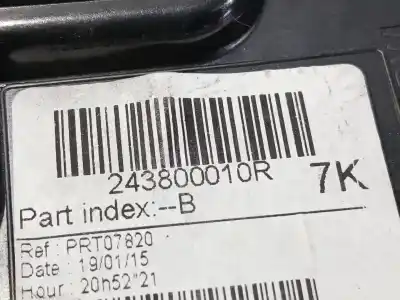 243800010R 7K
Part index:--B
Ref : PRT07820
Date : 19/01/15
Hour : 20h52"21